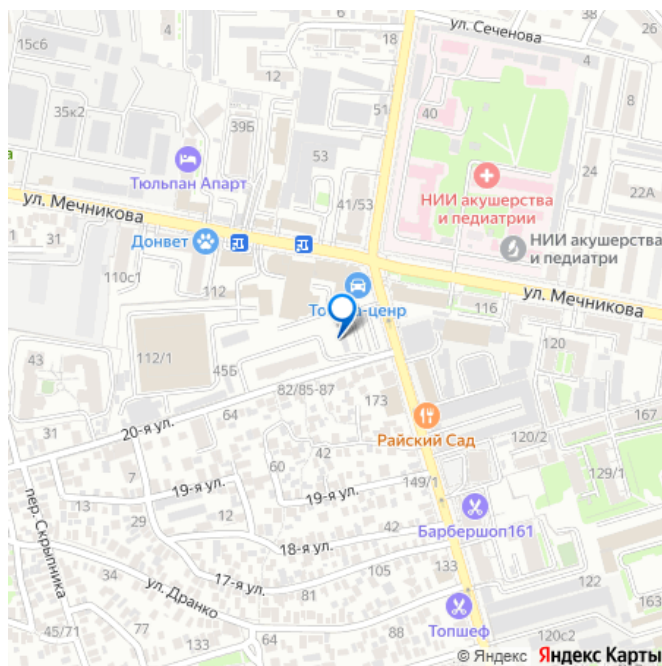 ул. Сеченова
15с6
18
6
38
26
12
35к2
51
40
8
39Б
53
24
22А
Тюльпан Апарт
НИИ акушерства
и педиатрии
ул. Мечникова
41/53
НИИ акушерства
и педиатри
31
31
Донвет
110с1
112
ул. Мечникова
116
120
43
112/1
45Б
82/85-87
173
167
20-я ул.
64
Райский Сад
120/2
31
42
60
129/1
7
19-я ул.
149/1
19-я ул.
13
пер. Скрыпника
29
12
42
Барбершоп161
18-я ул.
34
17-я ул.
105
133
ул. Дранко
122
81
163
45/71
133
64
88
Топшеф
120с2
77
© Яндекс Яндекс Карты